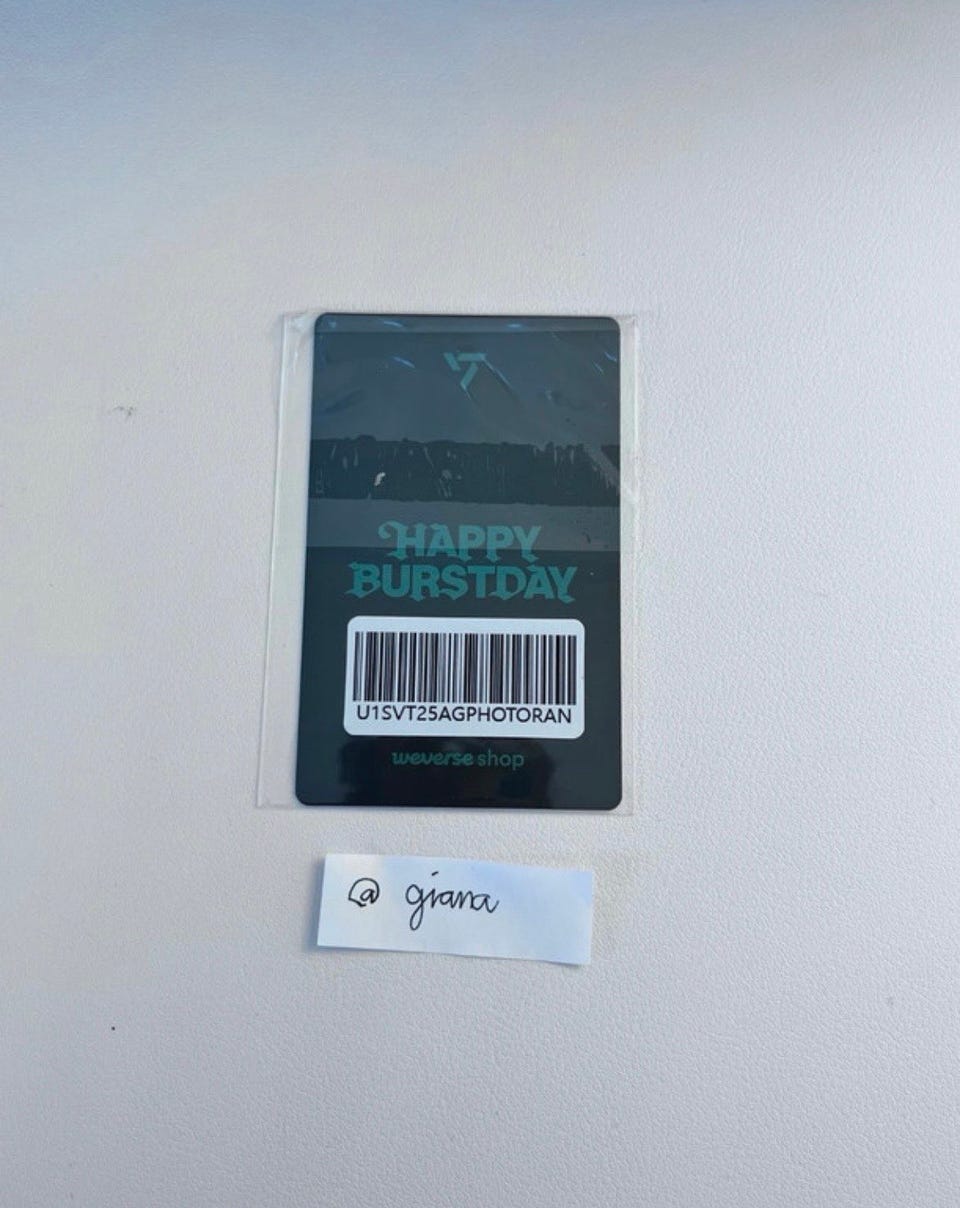 HAPPY
BURSTDAY
U1SVT25AGPHOTORAN
weverse shop
@ giana